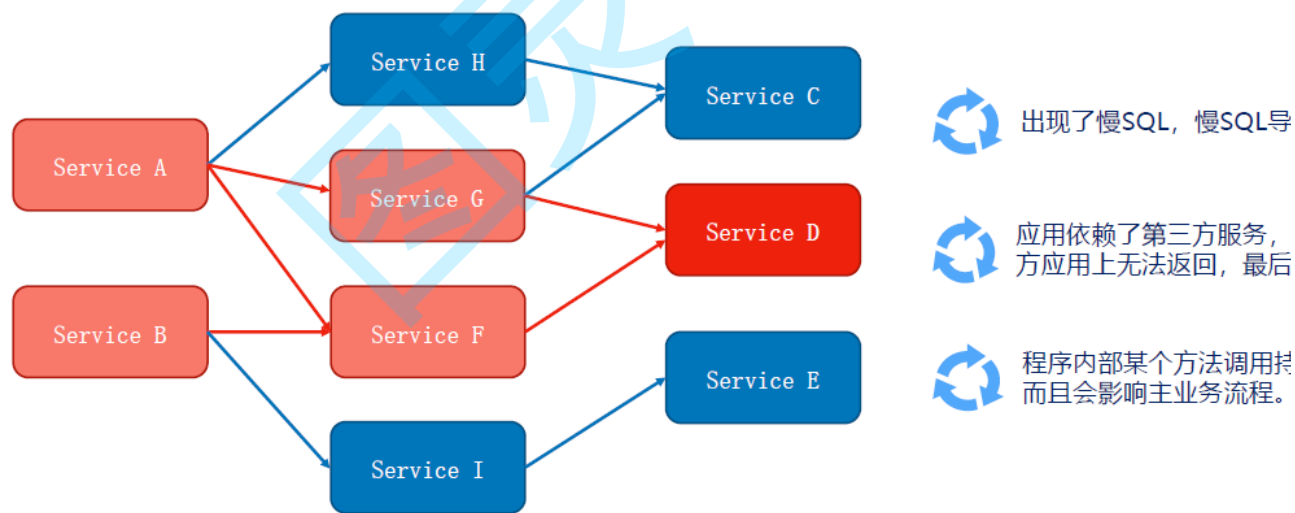 Service H
Service C
出现了慢SQL，慢SQL导
Service A
Service G
Service D
应用依赖了第三方服务，
方应用上无法返回，最后
Service B
Service F
Service E
程序内部某个方法调用持
而且会影响主业务流程。
Service I
图灵